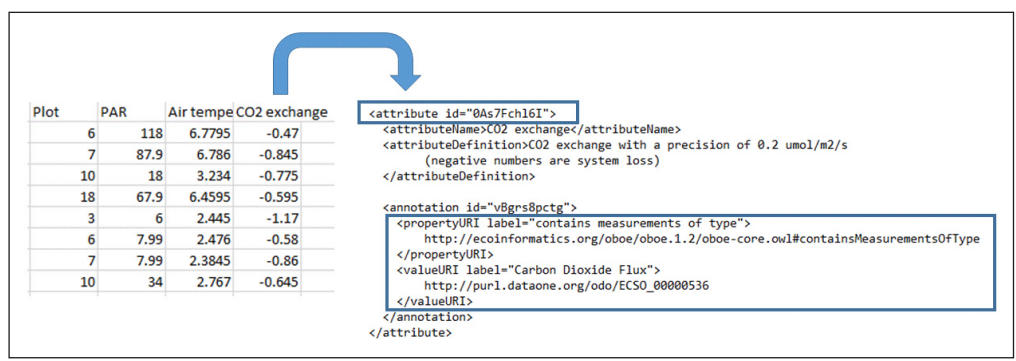 Plot PAR Air tempe CO2 exchange
6 118 6.7795 -0.47
7 87.9 6.786 -0.845
10 18 3.234 -0.775
18 67.9 6.4595 -0.595
3 6 2.445 -1.17
6 7.99 2.476 -0.58
7 7.99 2.3845 -0.86
10 34 2.767 -0.645
<attribute id="0As7Fchl6I">
<attributeName>CO2 exchange</attributeName>
<attributeDefinition>CO2 exchange with a precision of 0.2 umol/m2/s
(negative numbers are system loss)
</attributeDefinition>
<annotation id="vBgrs8pctg">
<propertyURI label="contains measurements of type">
http://ecoinformatics.org/oboe/oboe.1.2/oboe-core.owl#containsMeasurementsOfType
</propertyURI>
<valueURI label="Carbon Dioxide Flux">
http://purl.dataone.org/odo/ECSO_00000536
</valueURI>
</annotation>
</attribute>